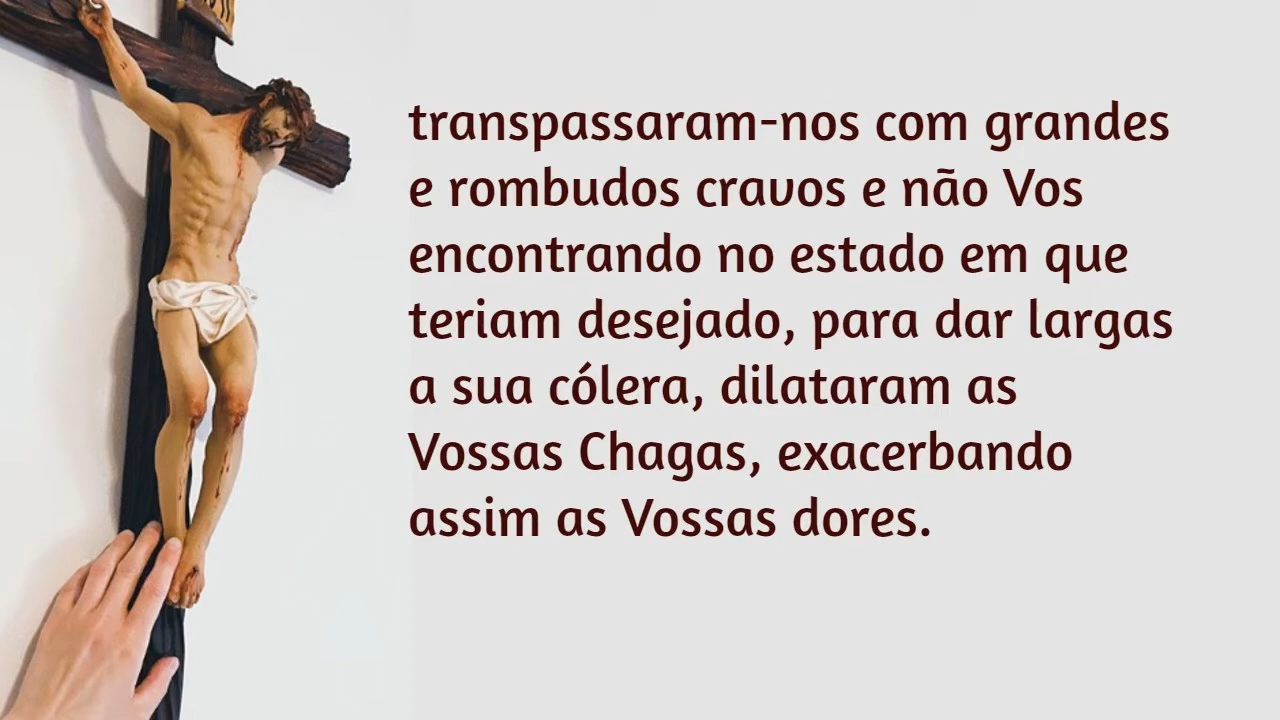 transpassaram-nos com grandes
e rombudos cravos e não Vos
encontrando no estado em que
teriam desejado, para dar largas
a sua cólera, dilataram as
Vossas Chagas, exacerbando
assim as Vossas dores.